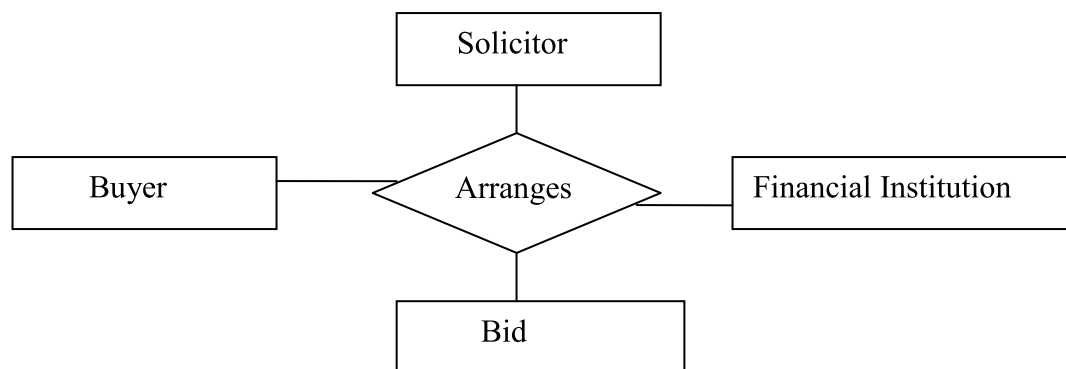 Solicitor
Buyer
Arranges
Financial Institution
Bid